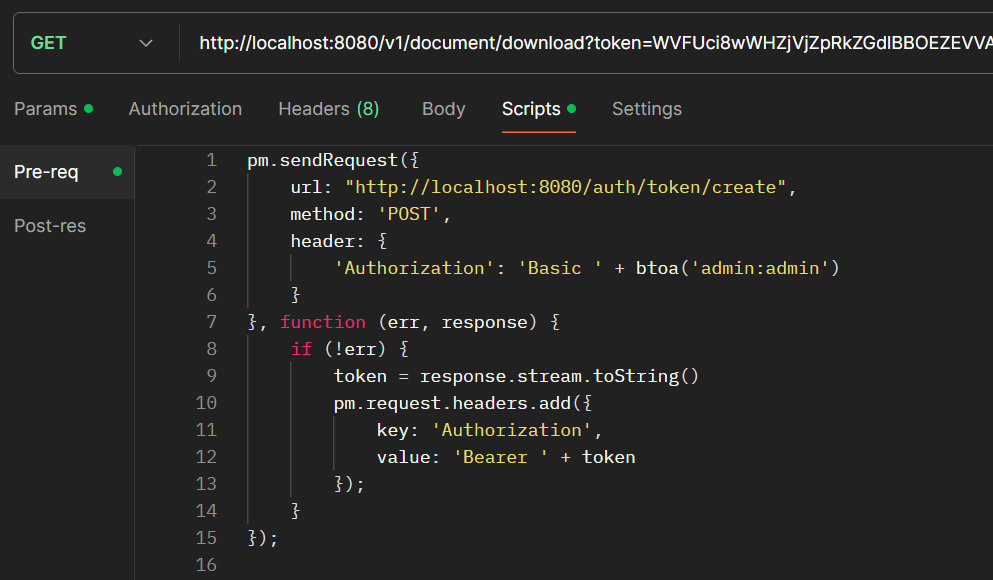 GET http://localhost:8080/v1/document/download?token=WVFUci8wWHZjVjZpRkZGdlBBOEZEVVA
Params Authorization Headers (8) Body Scripts Settings
Pre-req
Post-res
1 pm.sendRequest({
2 url: "http://localhost:8080/auth/token/create",
3 method: 'POST',
4 header: {
5 'Authorization': 'Basic ' + btoa('admin:admin')
6 }
7 }, function (err, response) {
8 if (!err) {
9 token = response.stream.toString()
10 pm.request.headers.add({
11 key: 'Authorization',
12 value: 'Bearer ' + token
13 });
14 }
15 });
16